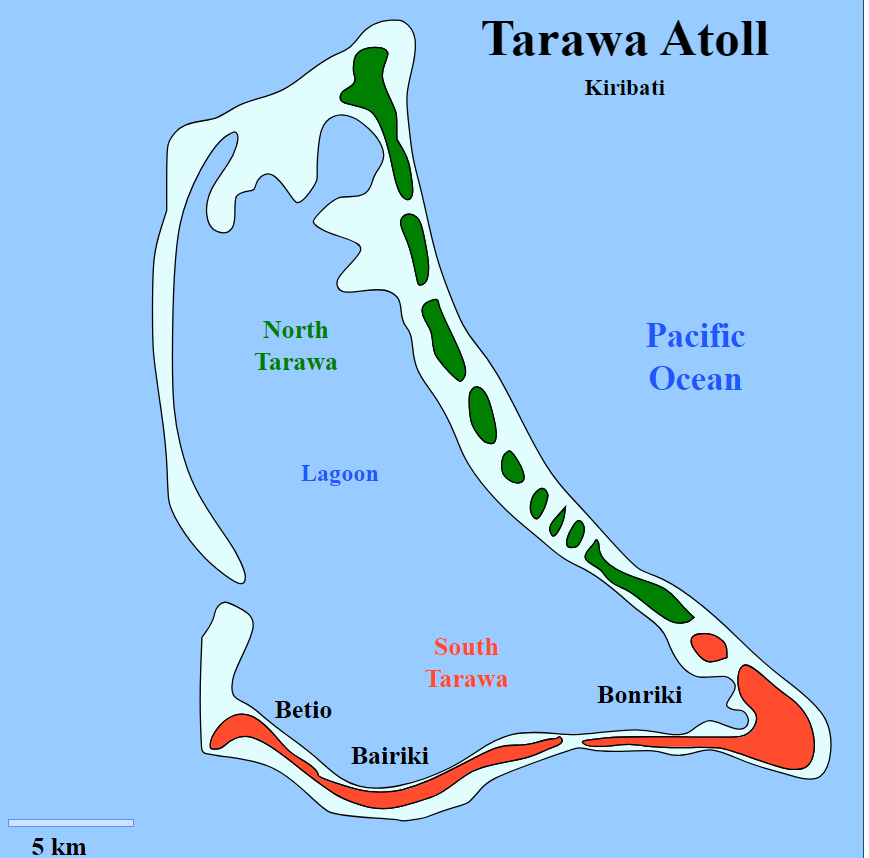 Tarawa Atoll
Kiribati
North
Tarawa
Pacific
Ocean
Lagoon
South
Tarawa
Bonriki
Betio
Bairiki
5 km